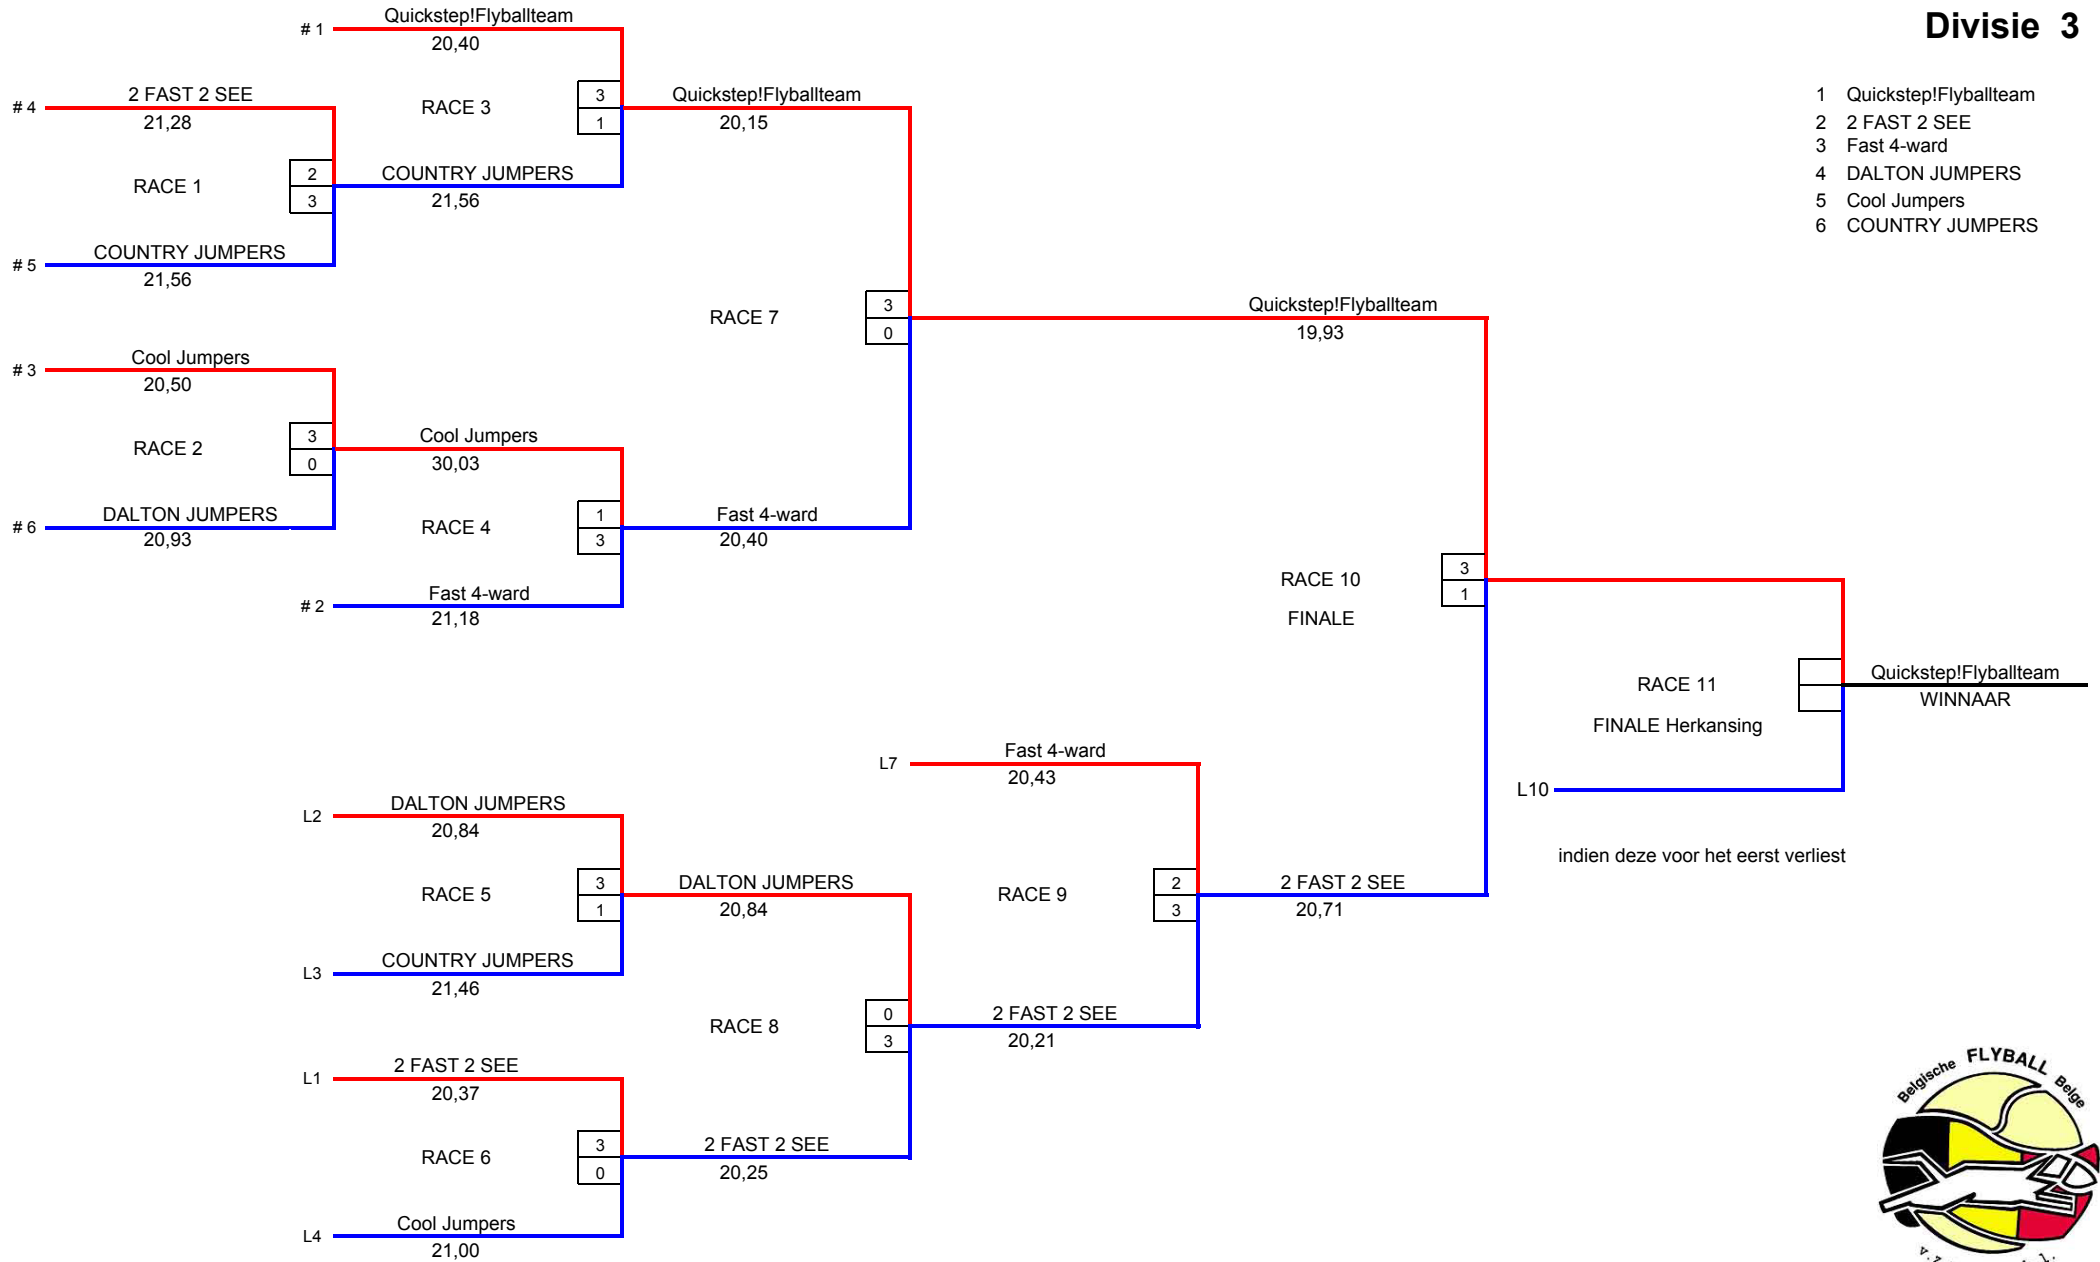 Divisie 3
1 Quickstep!Flyballteam
2 2 FAST 2 SEE
3 Fast 4-ward
4 DALTON JUMPERS
5 Cool Jumpers
6 COUNTRY JUMPERS
# 1 Quickstep!Flyballteam
20,40
# 4 2 FAST 2 SEE
21,28
RACE 3 3
1
Quickstep!Flyballteam
20,15
RACE 1 2
3
COUNTRY JUMPERS
21,56
# 5 COUNTRY JUMPERS
21,56
RACE 7 3
0
Quickstep!Flyballteam
19,93
# 3 Cool Jumpers
20,50
RACE 2 3
0
Cool Jumpers
30,03
# 6 DALTON JUMPERS
20,93
RACE 4 1
3
Fast 4-ward
20,40
# 2 Fast 4-ward
21,18
RACE 10 3
1
FINALE
RACE 11
FINALE Herkansing
Quickstep!Flyballteam
WINNAAR
L7 Fast 4-ward
20,43
L10
indien deze voor het eerst verliest
L2 DALTON JUMPERS
20,84
RACE 5 3
1
DALTON JUMPERS
20,84
RACE 9 2
3
2 FAST 2 SEE
20,71
L3 COUNTRY JUMPERS
21,46
RACE 8 0
3
2 FAST 2 SEE
20,21
L1 2 FAST 2 SEE
20,37
RACE 6 3
0
2 FAST 2 SEE
20,25
L4 Cool Jumpers
21,00
Belgische FLYBALL Belge